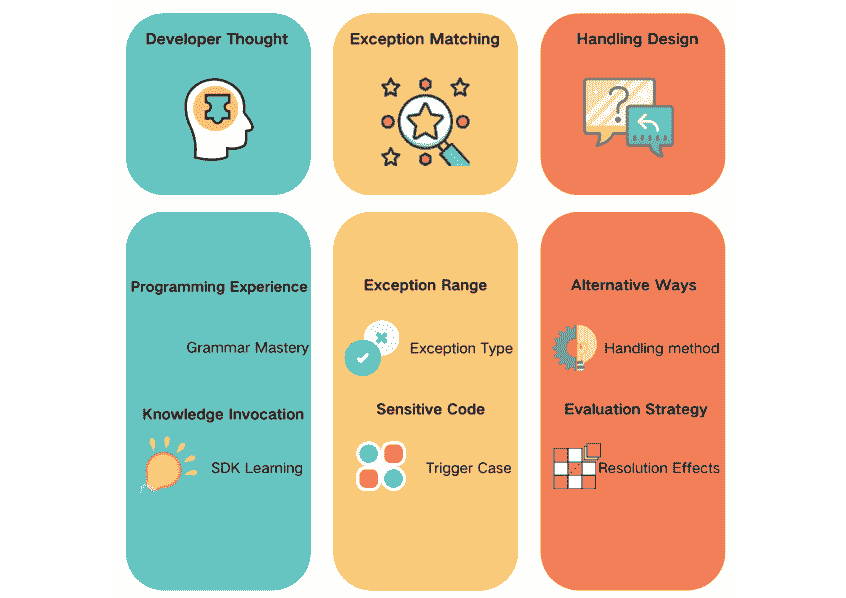 Developer Thought
Exception Matching
Handling Design
?
Programming Experience
Grammar Mastery
Knowledge Invocation
SDK Learning
Exception Range
Exception Type
Sensitive Code
Trigger Case
Alternative Ways
Handling method
Evaluation Strategy
Resolution Effects